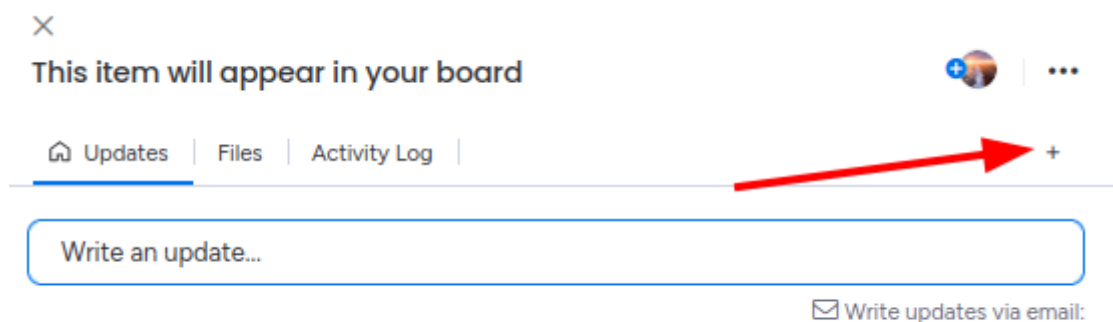 This item will appear in your board
Updates Files Activity Log +
Write an update...
Write updates via email: